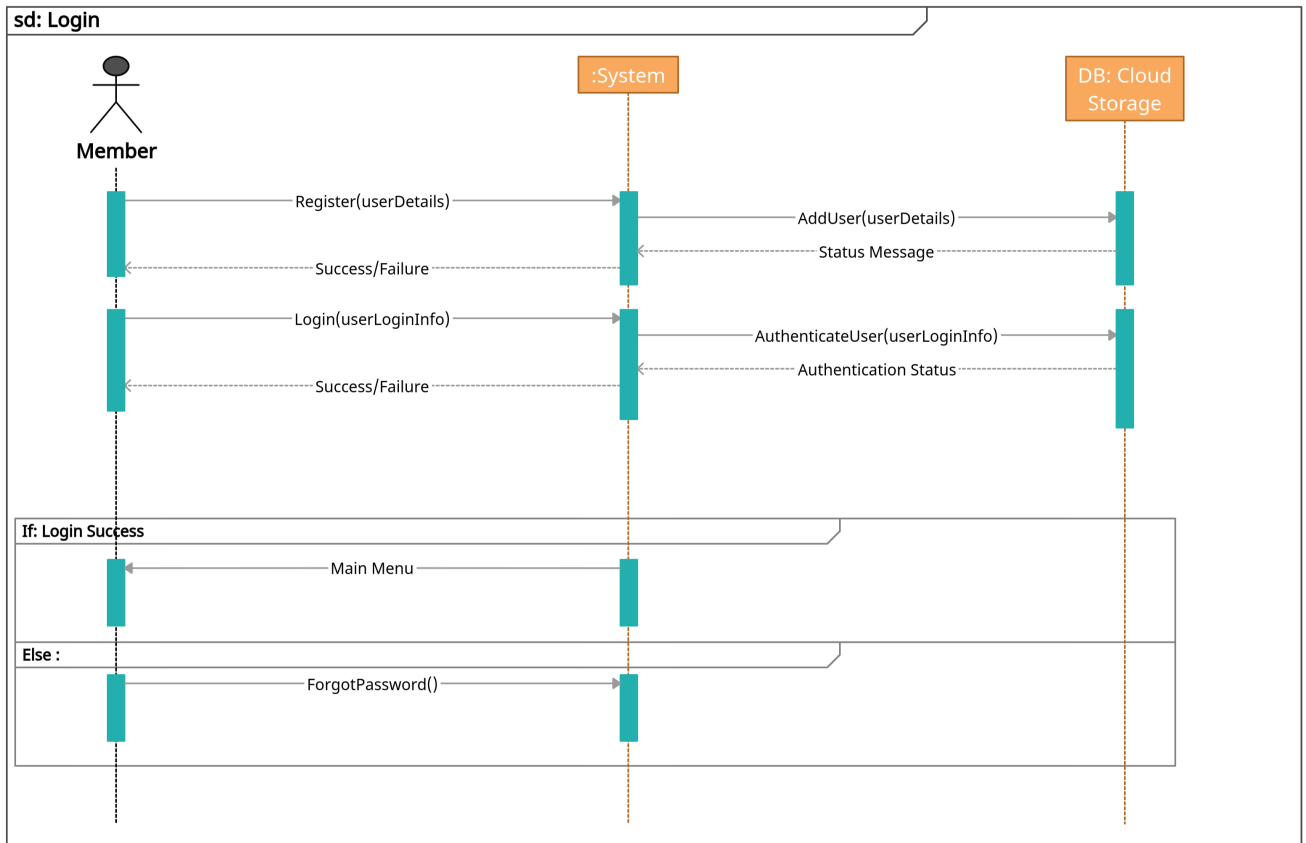 sd: Login
:System
DB: Cloud
Storage
Member
Register(userDetails)
AddUser(userDetails)
Status Message
Success/Failure
Login(userLoginInfo)
AuthenticateUser(userLoginInfo)
Authentication Status
Success/Failure
If: Login Success
Main Menu
Else :
ForgotPassword()